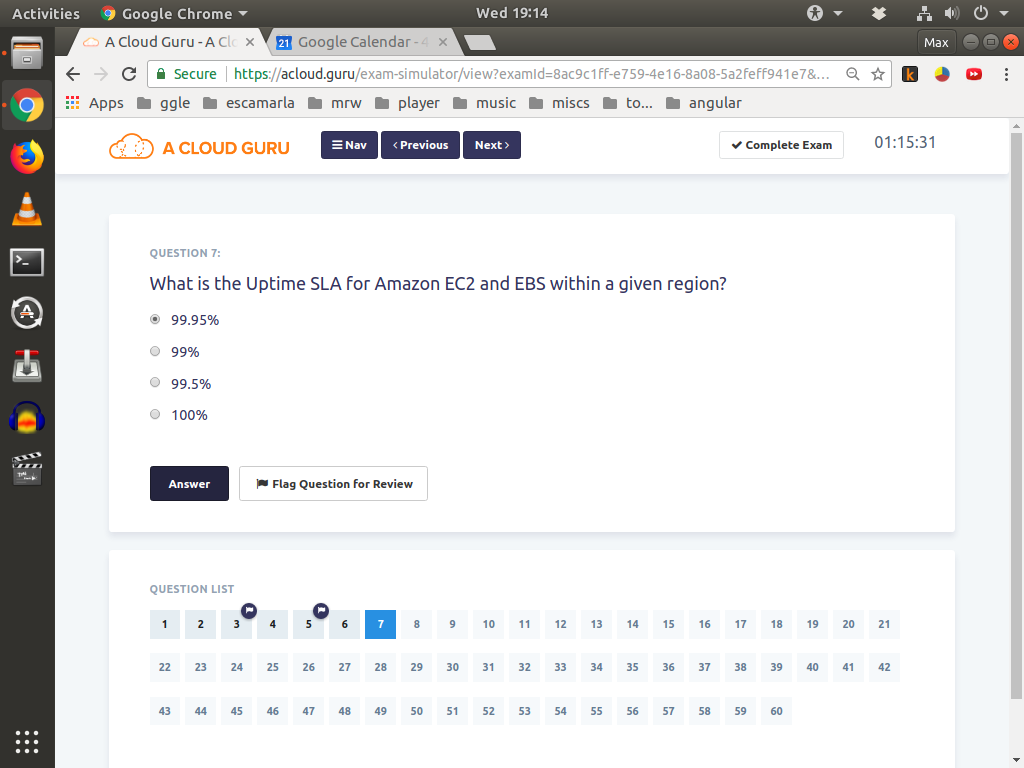 Activities Google Chrome Wed 19:14
A Cloud Guru - A Clo 21 Google Calendar - 4 Max
Secure https://acloud.guru/exam-simulator/view?examId=8ac9c1ff-e759-4e16-8a08-5a2feff941e7&...
Apps ggle escamarla mrw player music miscs to... angular
A CLOUD GURU Nav Previous Next Complete Exam 01:15:31
QUESTION 7:
What is the Uptime SLA for Amazon EC2 and EBS within a given region?
99.95%
99%
99.5%
100%
Answer Flag Question for Review
QUESTION LIST
1 2 3 4 5 6 7 8 9 10 11 12 13 14 15 16 17 18 19 20 21
22 23 24 25 26 27 28 29 30 31 32 33 34 35 36 37 38 39 40 41 42
43 44 45 46 47 48 49 50 51 52 53 54 55 56 57 58 59 60